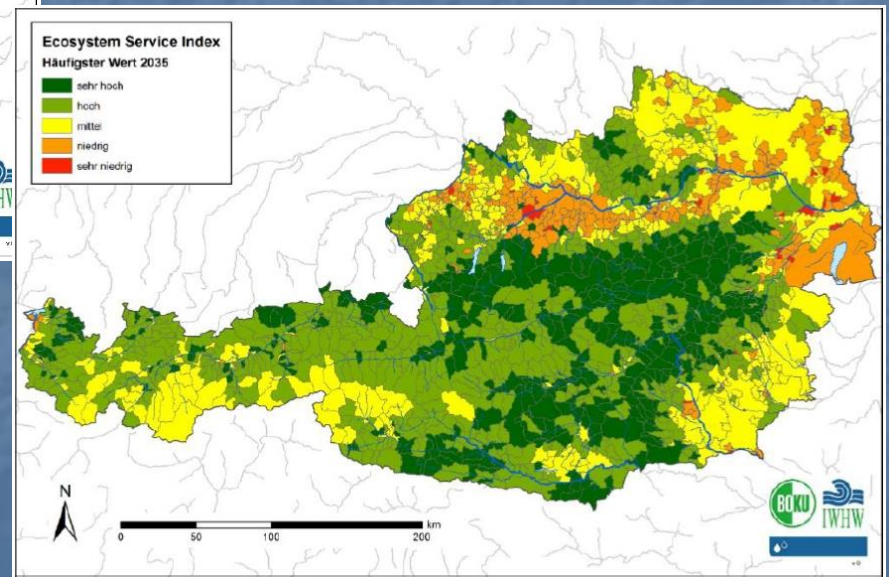 Ecosystem Service Index
Häufigster Wert 2035
sehr hoch
hoch
mittel
niedrig
sehr niedrig
N
km
0 50 100 200
BOKU
IWHW